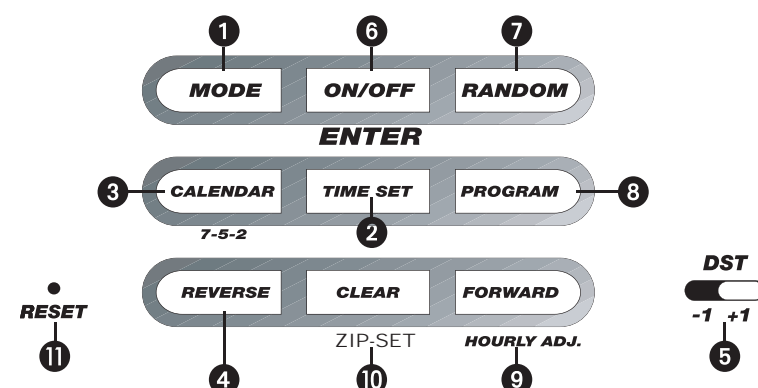 1 6 7
MODE ON/OFF RANDOM
ENTER
3 CALENDAR TIME SET PROGRAM 8
7-5-2 2
DST
REVERSE CLEAR FORWARD
RESET -1 +1
ZIP-SET HOURLY ADJ.
11 5
4 10 9